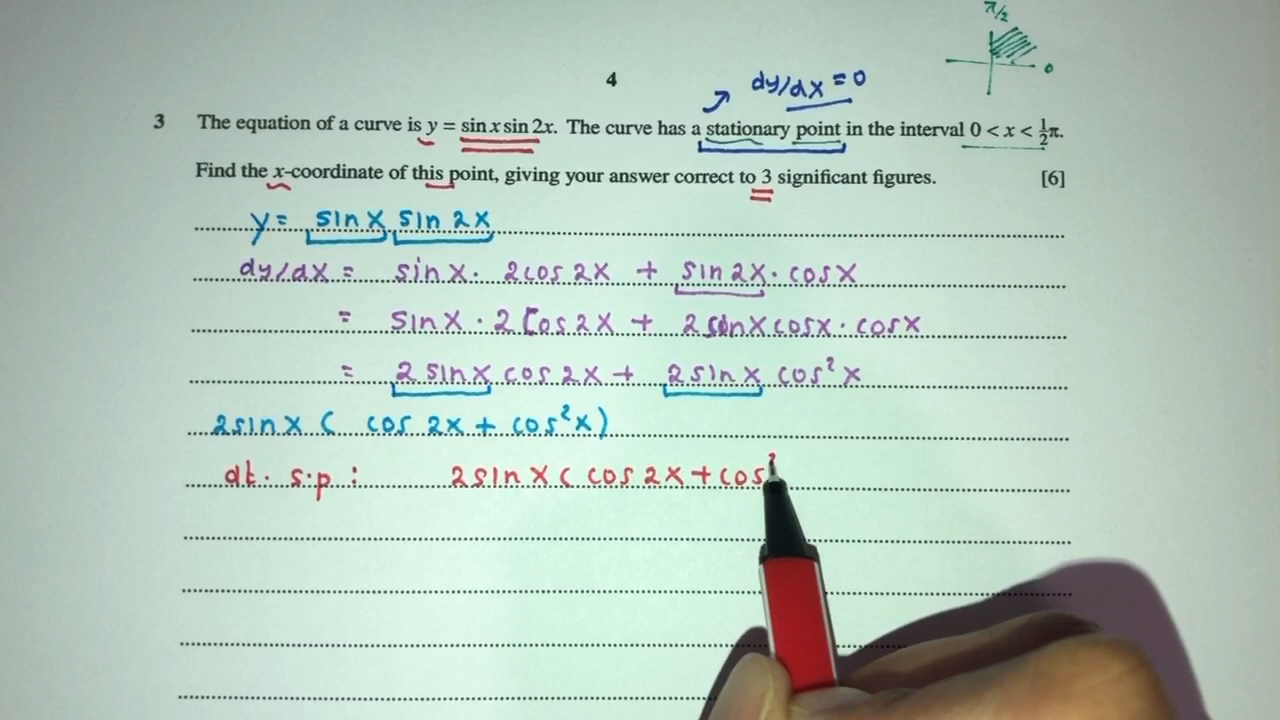 π/2
0
4
dy/dx = 0
3 The equation of a curve is y = sin x sin 2x. The curve has a stationary point in the interval 0 < x < ½π.
Find the x-coordinate of this point, giving your answer correct to 3 significant figures. [6]
y = sin x sin 2x
dy/dx = sin x · 2cos 2x + sin 2x · cos x
= sin x · 2 Cos 2x + 2 sin x cos x · cos x
= 2 sin x cos 2x + 2 sin x cos² x
2 sin x ( cos 2x + cos² x)
at. s.p : 2 sin x ( cos 2x + cos²